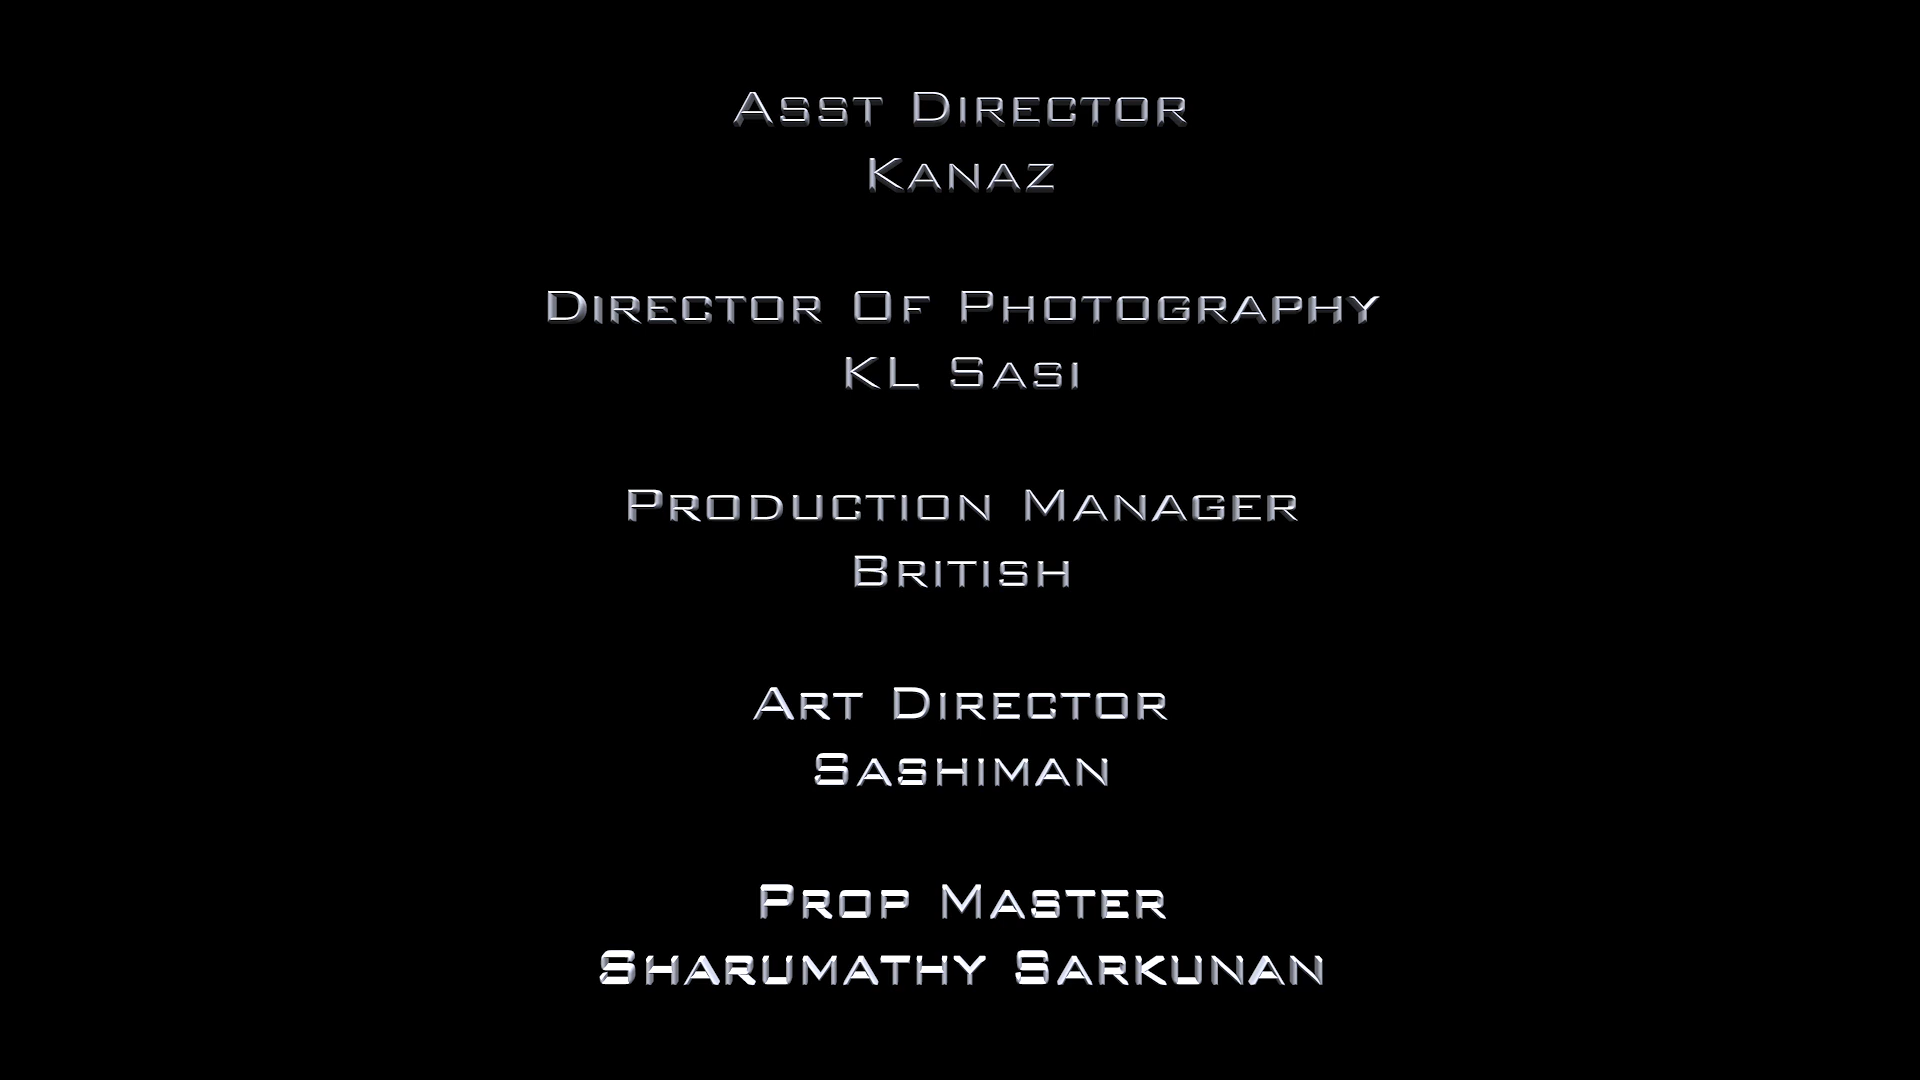 Asst Director
Kanaz
Director Of Photography
KL Sasi
Production Manager
British
Art Director
Sashiman
Prop Master
Sharumathy Sarkunan